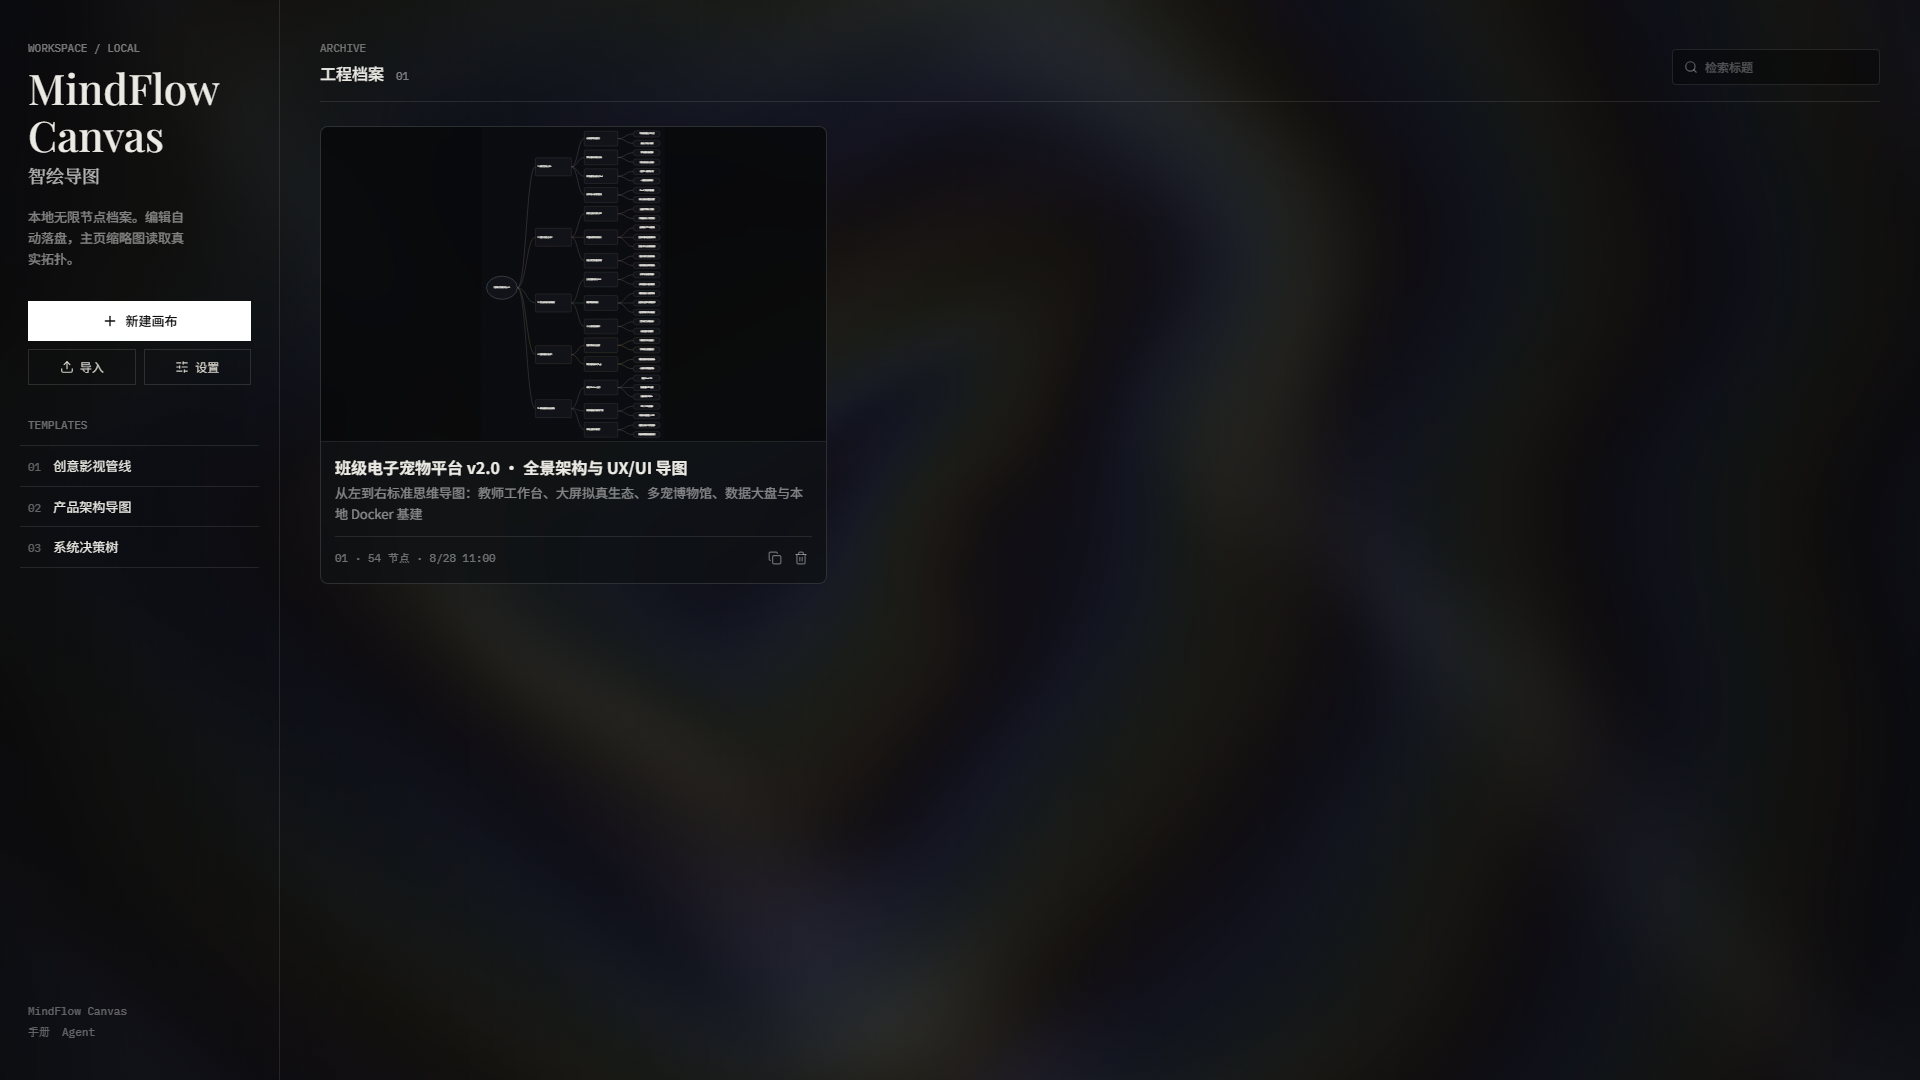 WORKSPACE / LOCAL
MindFlow
Canvas
智绘导图
本地无限节点档案。编辑自
动落盘，主页缩略图读取真
实拓扑。
新建画布
导入
设置
TEMPLATES
01 创意影视管线
02 产品架构导图
03 系统决策树
MindFlow Canvas
手册 Agent
ARCHIVE
工程档案 01
检索标题
班级电子宠物平台 v2.0 · 全景架构与 UX/UI 导图
从左到右标准思维导图：教师工作台、大屏拟真生态、多宠博物馆、数据大盘与本
地 Docker 基建
01 · 54 节点 · 8/28 11:00